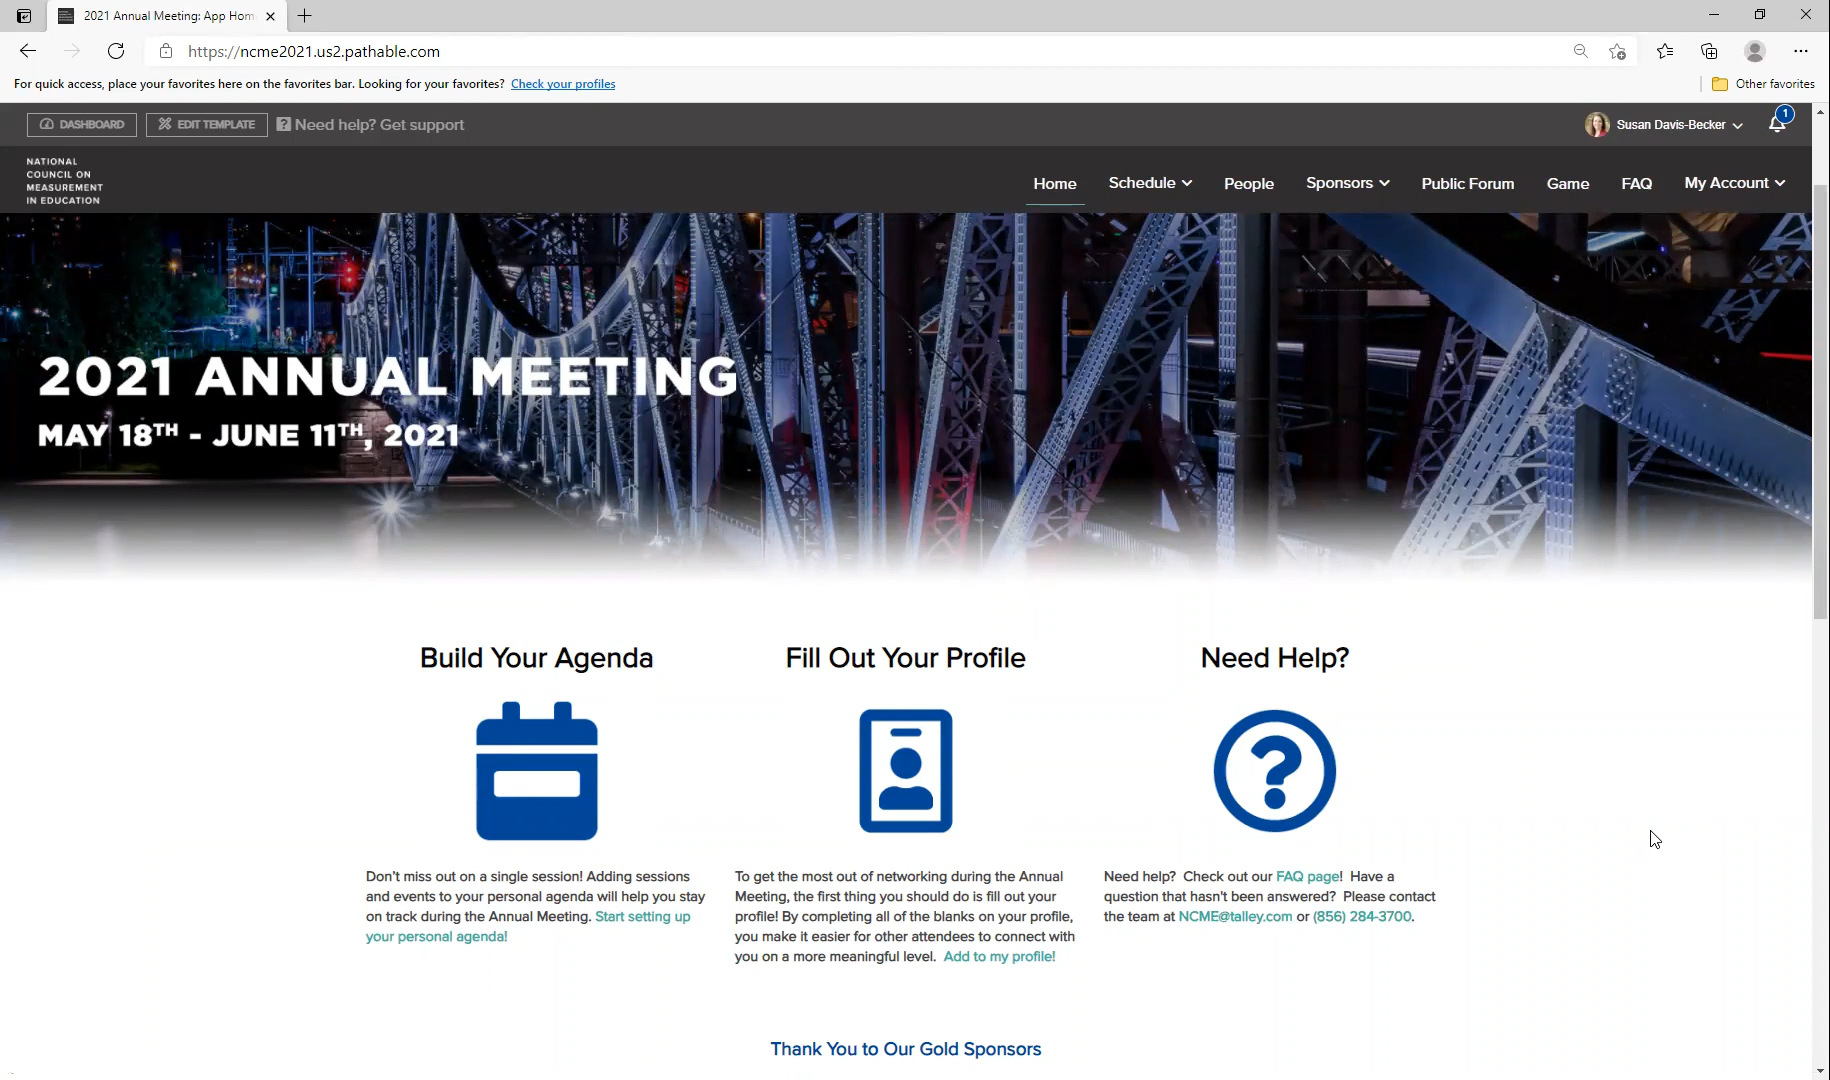 2021 Annual Meeting: App Hom
https://ncme2021.us2.pathable.com
For quick access, place your favorites here on the favorites bar. Looking for your favorites? Check your profiles
Other favorites
DASHBOARD
EDIT TEMPLATE
Need help? Get support
Susan Davis-Becker
1
NATIONAL
COUNCIL ON
MEASUREMENT
IN EDUCATION
Home
Schedule
People
Sponsors
Public Forum
Game
FAQ
My Account
2021 ANNUAL MEETING
MAY 18TH - JUNE 11TH, 2021
Build Your Agenda
Don't miss out on a single session! Adding sessions
and events to your personal agenda will help you stay
on track during the Annual Meeting. Start setting up
your personal agenda!
Fill Out Your Profile
To get the most out of networking during the Annual
Meeting, the first thing you should do is fill out your
profile! By completing all of the blanks on your profile,
you make it easier for other attendees to connect with
you on a more meaningful level. Add to my profile!
Need Help?
Need help? Check out our FAQ page! Have a
question that hasn't been answered? Please contact
the team at NCME@talley.com or (856) 284-3700.
Thank You to Our Gold Sponsors